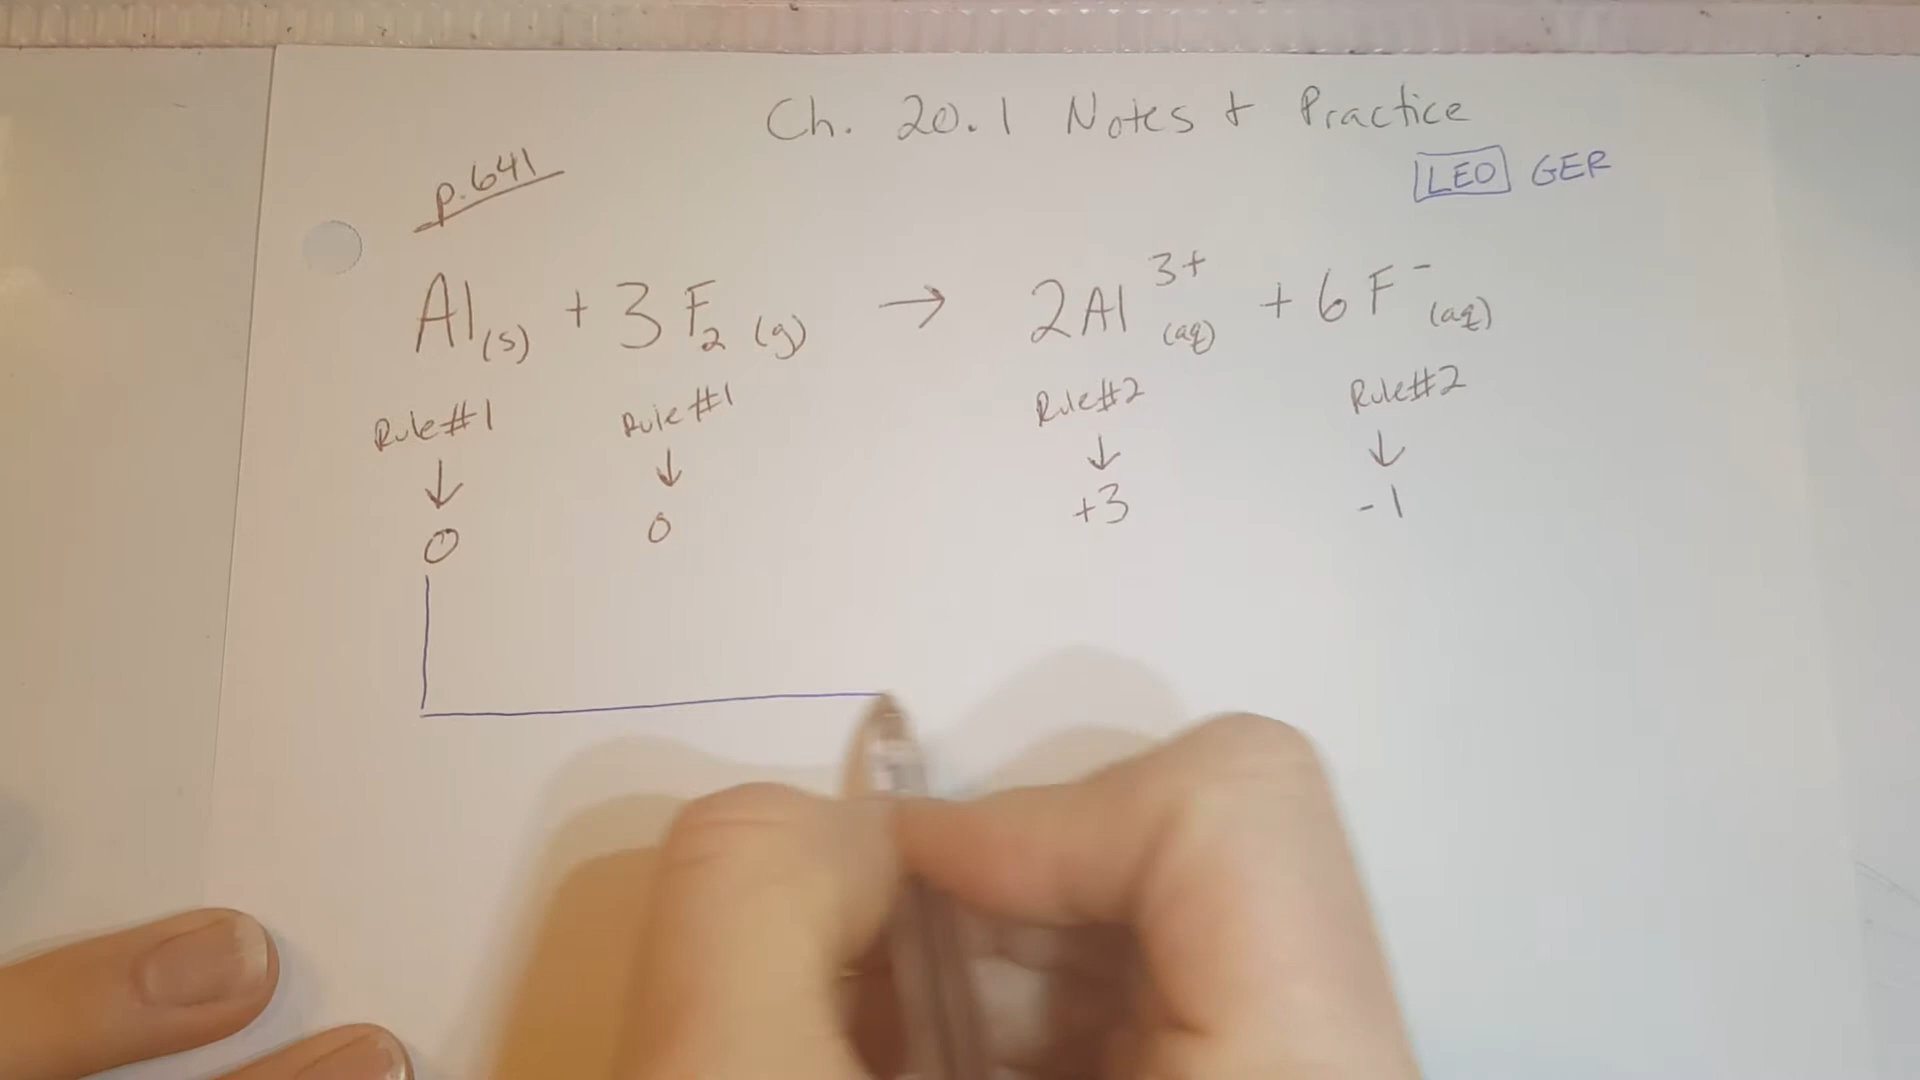 Ch. 20.1 Notes + Practice
p.641
LEO GER
Al(s) + 3F₂(g) → 2Al³⁺(aq) + 6F⁻(aq)
Rule#1 Rule#1 Rule#2 Rule#2
↓ ↓ ↓ ↓
0 0 +3 -1